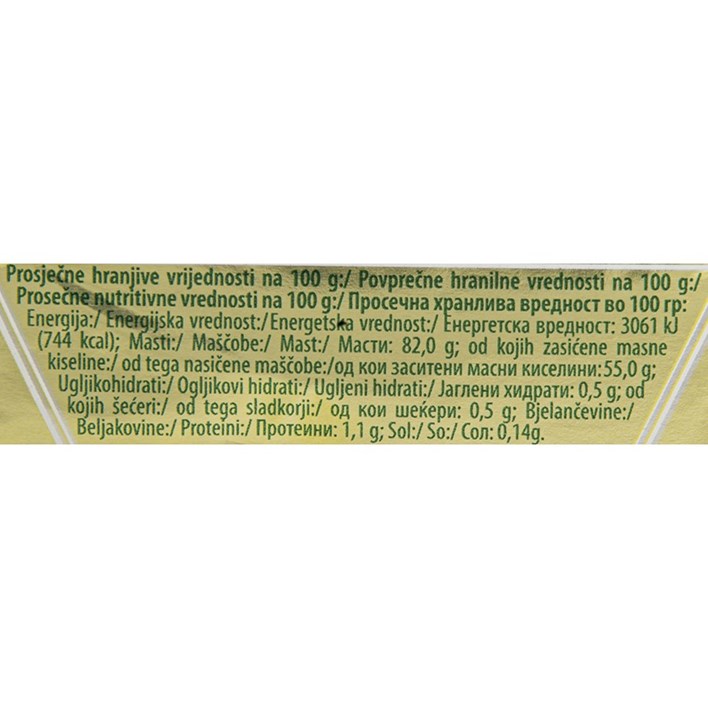 Prosječne hranjive vrijednosti na 100 g:/ Povprečne hranilne vrednosti na 100 g:/
Prosečne nutritivne vrednosti na 100 g:/ Просечна хранлива вредност во 100 гр:
Energija:/ Energijska vrednost:/Energetska vrednost:/ Енергетска вредност: 3061 kJ
(744 kcal); Masti:/ Maščobe:/ Mast:/ Масти: 82,0 g; od kojih zasićene masne
kiseline:/ od tega nasičene maščobe:/од кои заситени масни киселини:55,0 g;
Ugljikohidrati:/ Ogljikovi hidrati:/ Ugljeni hidrati:/ Јаглени хидрати: 0,5 g; od
kojih šećeri:/ od tega sladkorji:/ од кои шеќери: 0,5 g; Bjelančevine:/
Beljakovine:/ Proteini:/ Протеини: 1,1 g; Sol:/ So:/ Сол: 0,14g.